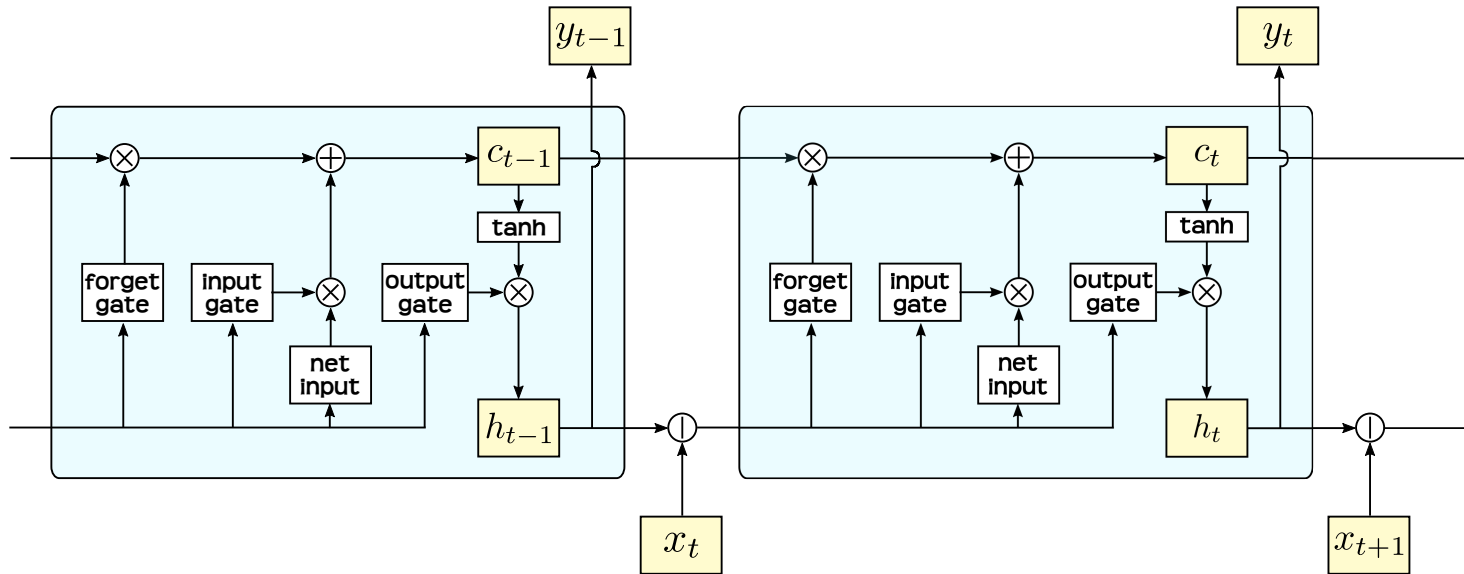 y_{t-1}
y_t
×
+
c_{t-1}
×
+
c_t
tanh
tanh
forget
gate
input
gate
×
output
gate
×
forget
gate
input
gate
×
output
gate
×
net
input
net
input
h_{t-1}
|
h_t
|
x_t
x_{t+1}